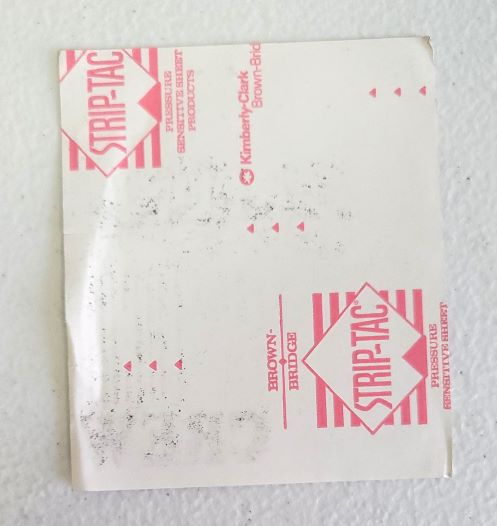 STRIP-TAC
PRESSURE
SENSITIVE SHEET
PRODUCTS
Kimberly-Clark
Brown-Brid
BROWN-
BRIDGE
STRIP-TAC®
PRESSURE
SENSITIVE SHEET